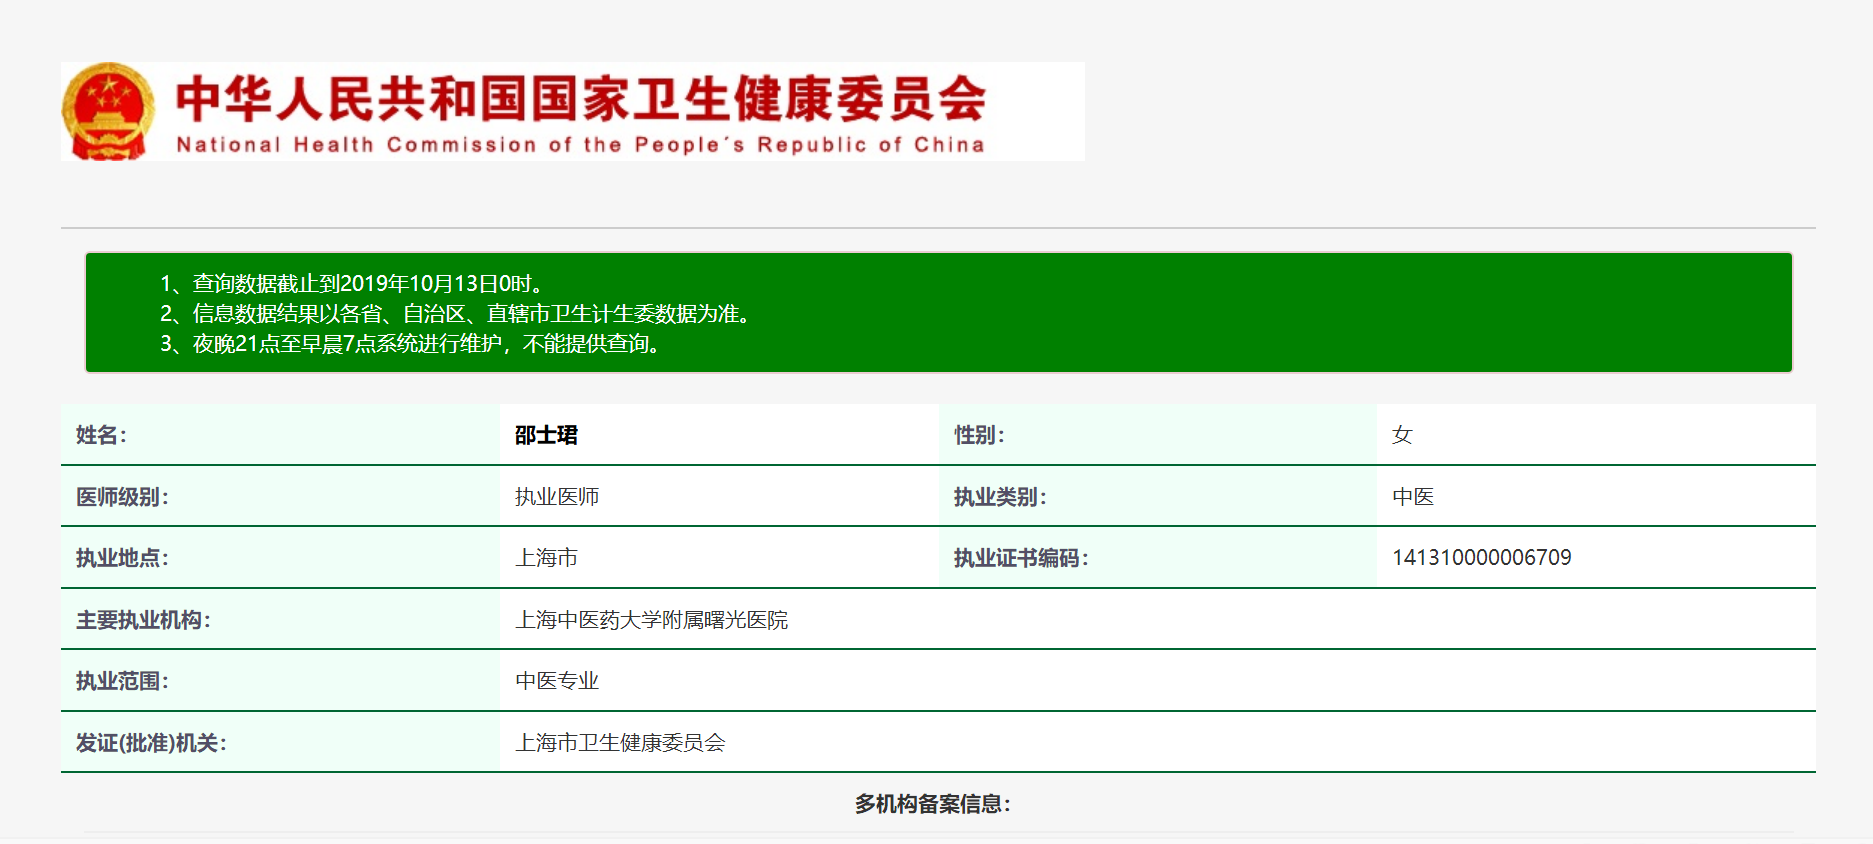 中华人民共和国国家卫生健康委员会
National Health Commission of the People´s Republic of China
1、查询数据截止到2019年10月13日0时。
2、信息数据结果以各省、自治区、直辖市卫生计生委数据为准。
3、夜晚21点至早晨7点系统进行维护，不能提供查询。
姓名： 邵士珺 性别： 女
医师级别： 执业医师 执业类别： 中医
执业地点： 上海市 执业证书编码： 141310000006709
主要执业机构： 上海中医药大学附属曙光医院
执业范围： 中医专业
发证(批准)机关： 上海市卫生健康委员会
多机构备案信息：